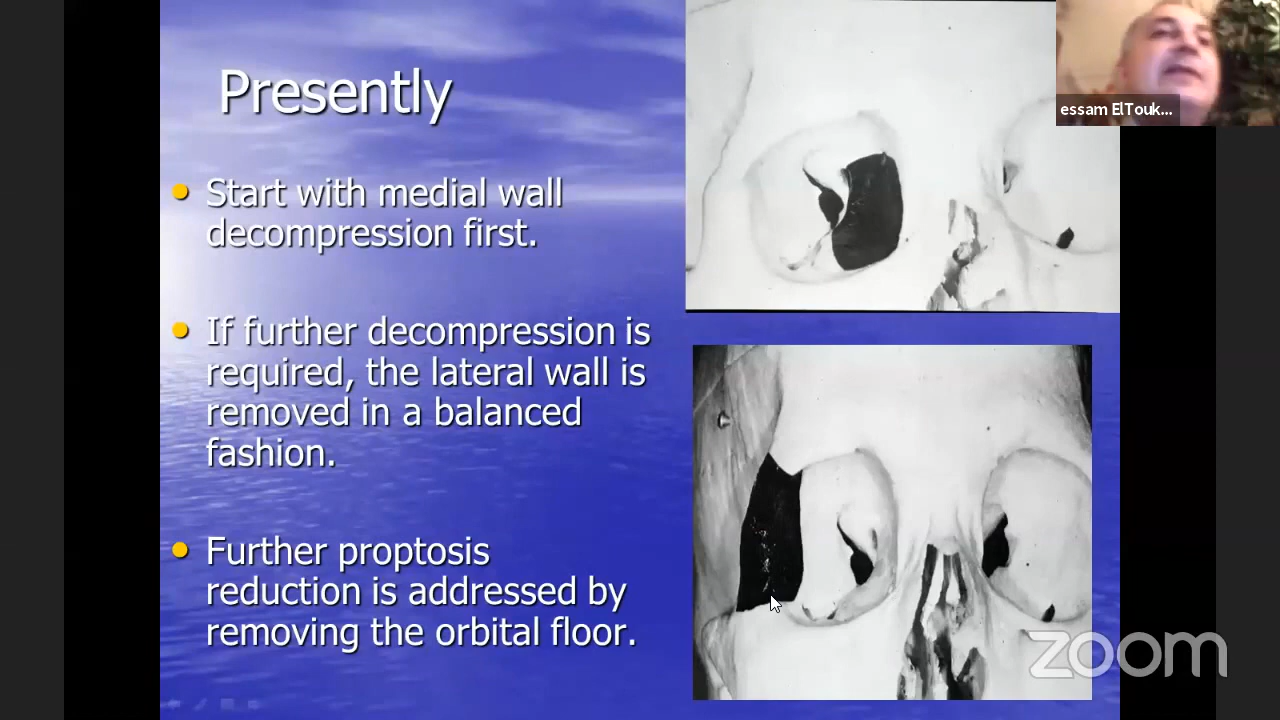 Presently
essam ElTouk...
Start with medial wall
decompression first.
If further decompression is
required, the lateral wall is
removed in a balanced
fashion.
Further proptosis
reduction is addressed by
removing the orbital floor.
zoom